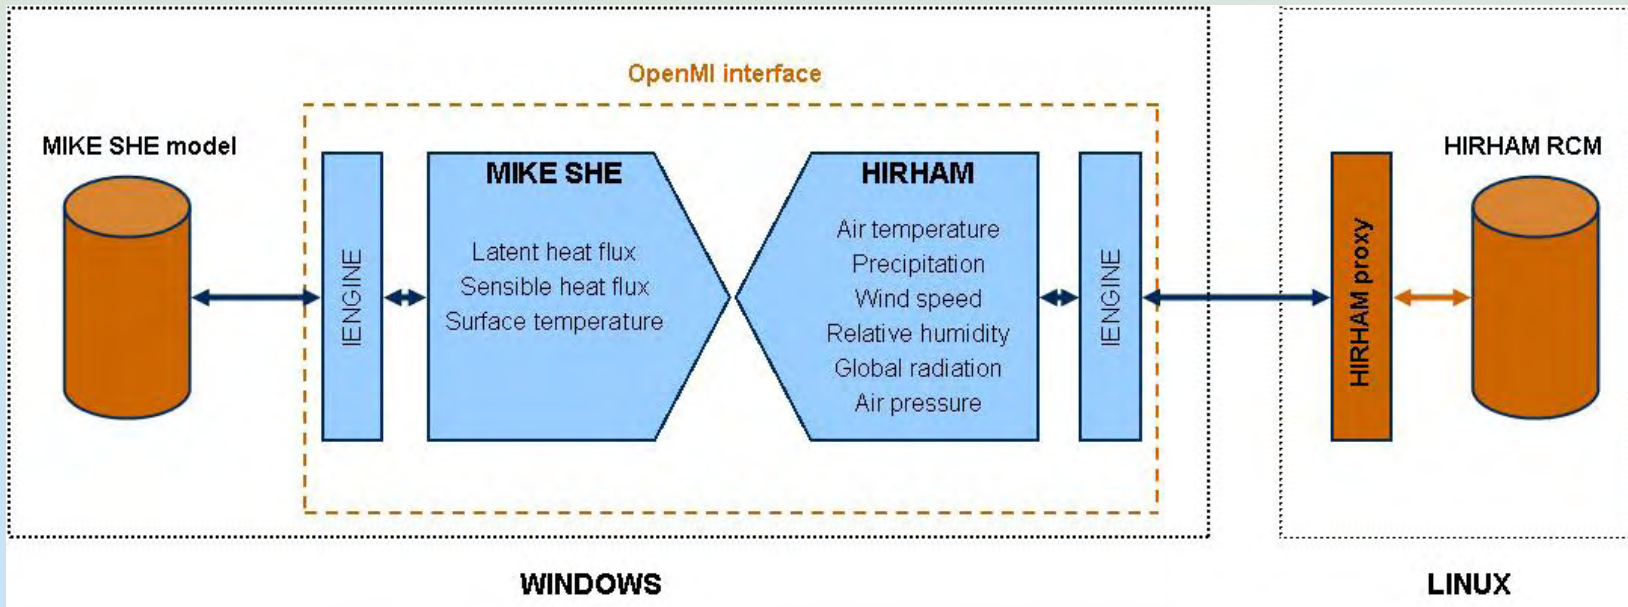 OpenMI interface
MIKE SHE model
IENGINE
MIKE SHE
Latent heat flux
Sensible heat flux
Surface temperature
HIRHAM
Air temperature
Precipitation
Wind speed
Relative humidity
Global radiation
Air pressure
IENGINE
HIRHAM proxy
HIRHAM RCM
WINDOWS
LINUX